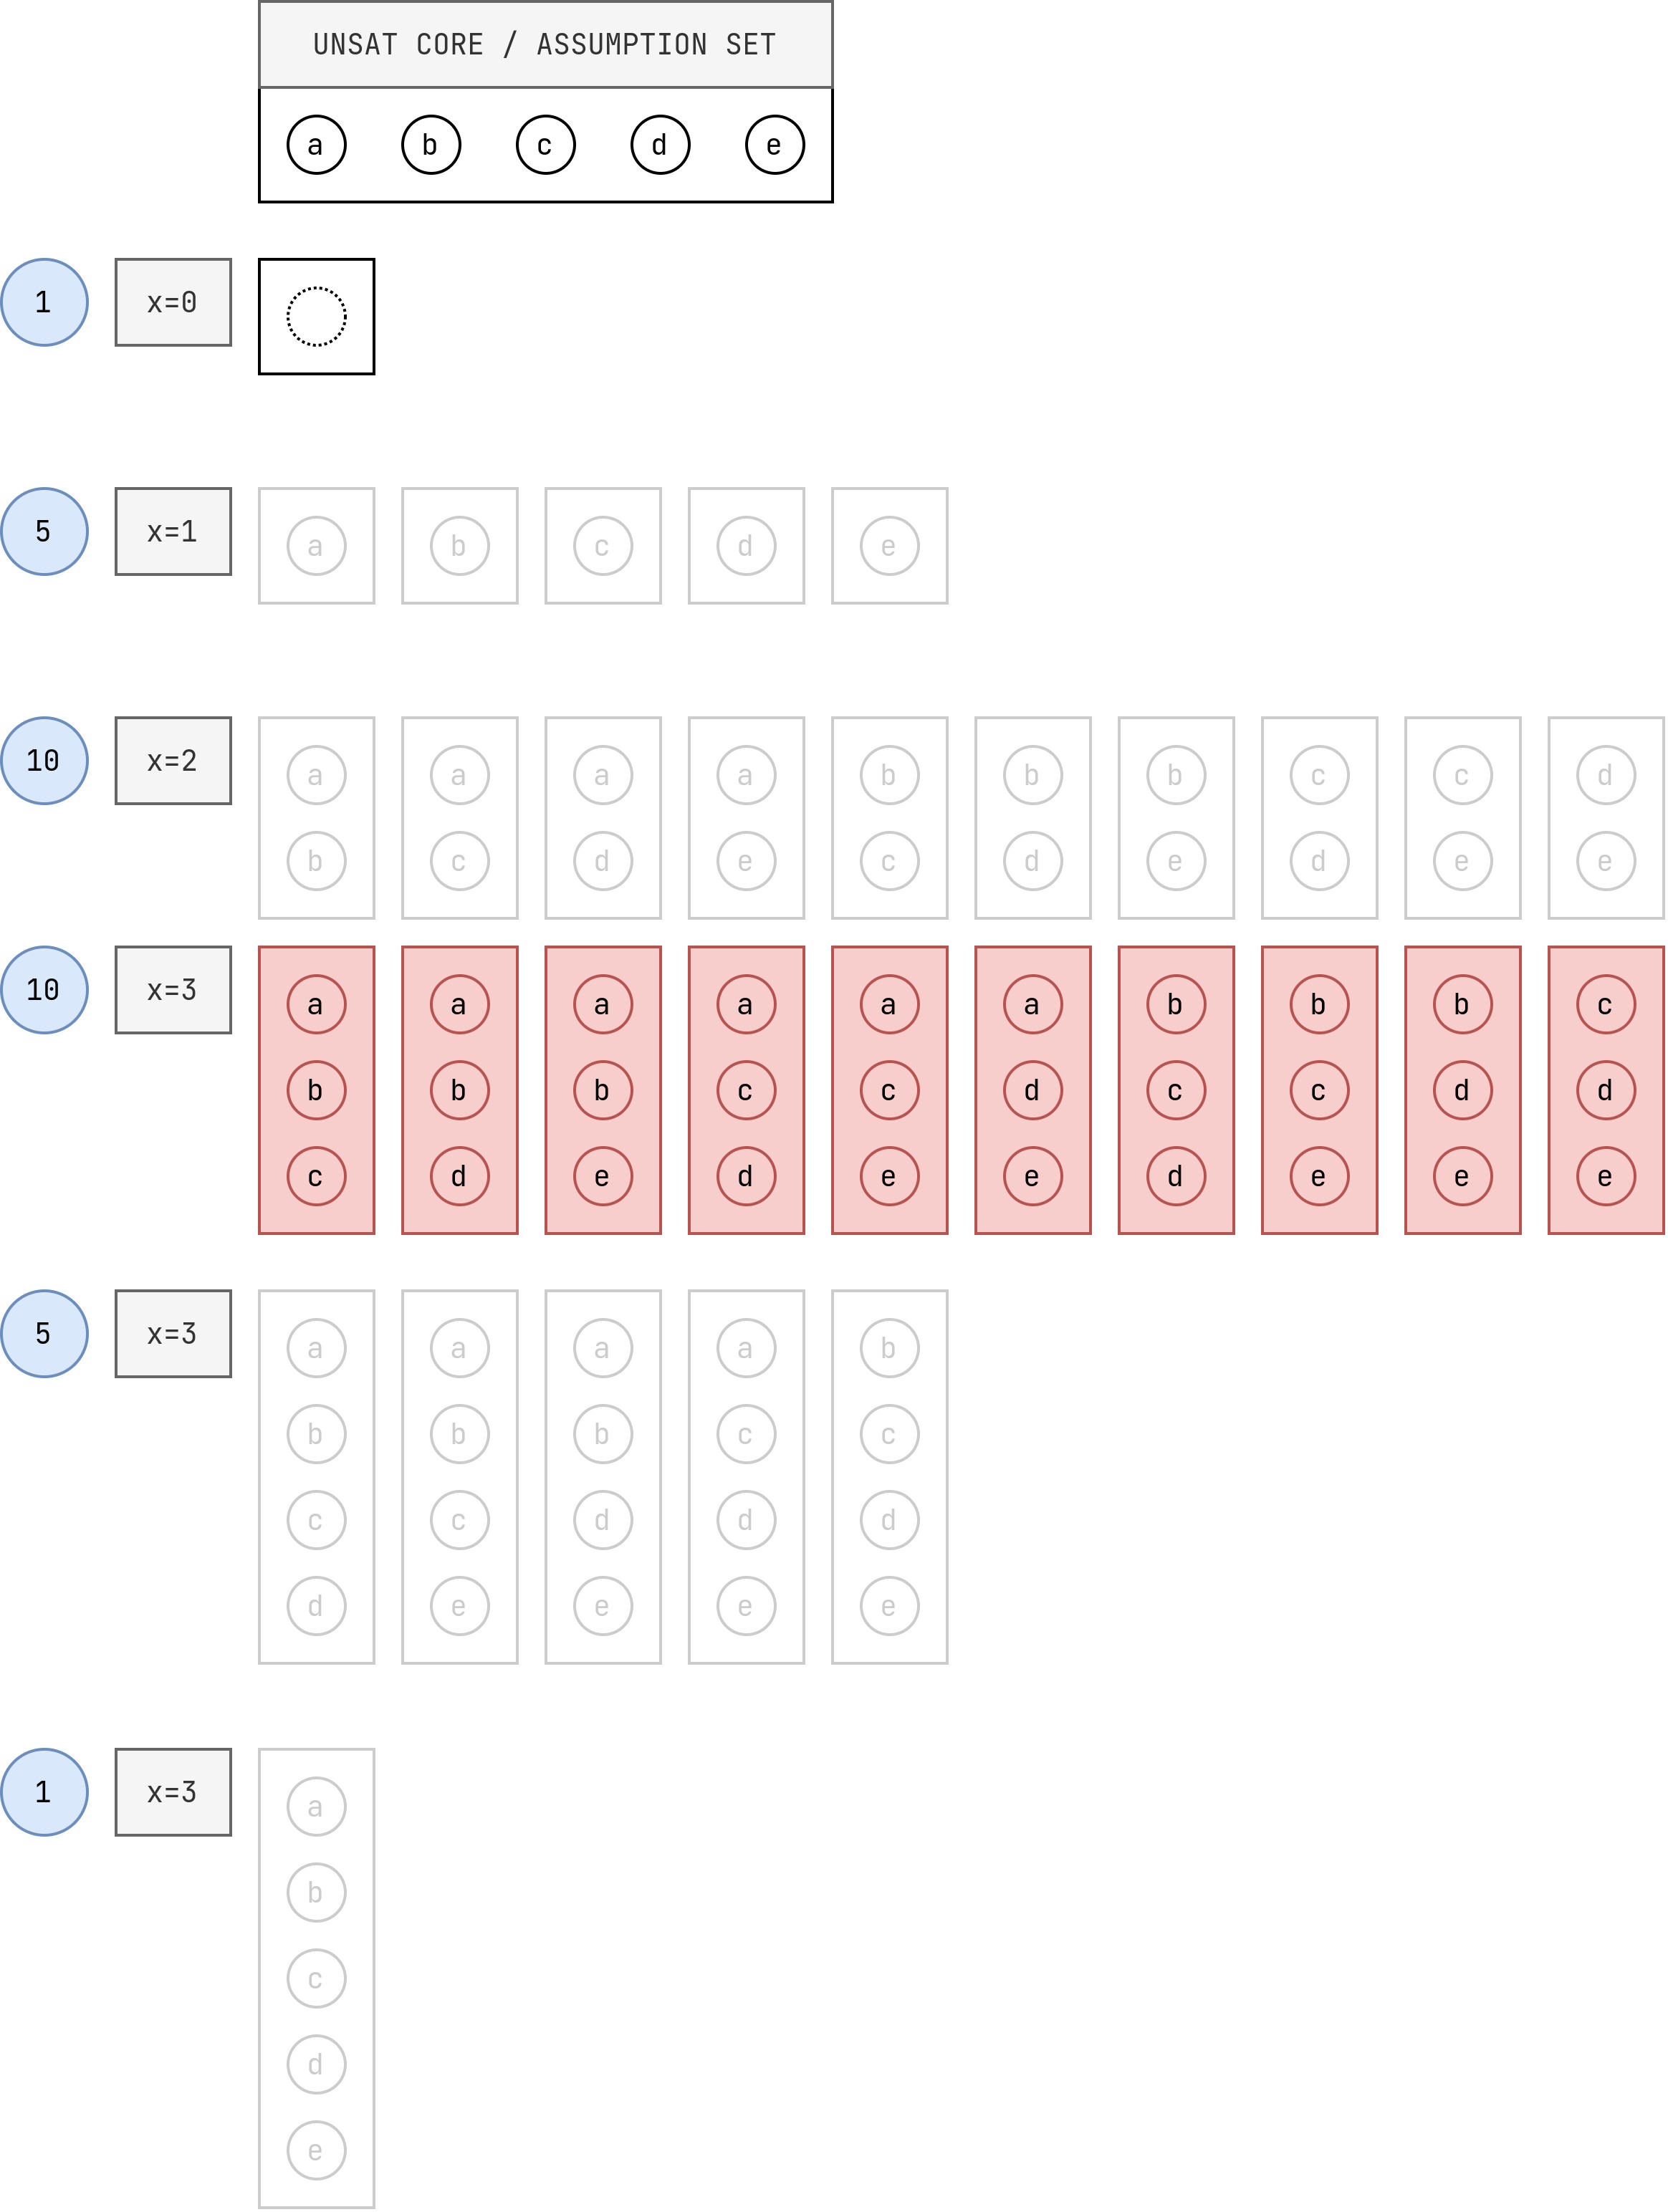 UNSAT CORE / ASSUMPTION SET
a b c d e
1 x=0
5 x=1 a b c d e
10 x=2 a a a a b b b c c d
b c d e c d e d e e
10 x=3 a a a a a a b b b c
b b b c c d c c d d
c d e d e e d e e e
5 x=3 a a a a b
b b b c c
c c d d d
d e e e e
1 x=3 a
b
c
d
e